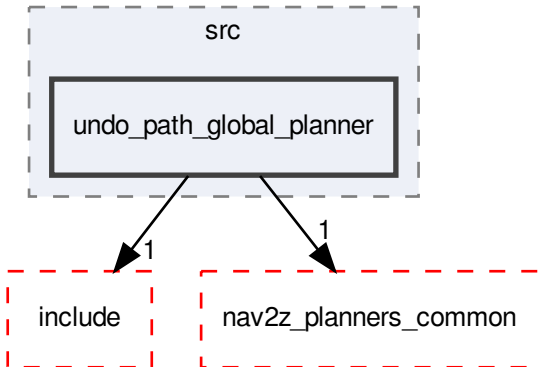 src
undo_path_global_planner
1
1
include
nav2z_planners_common